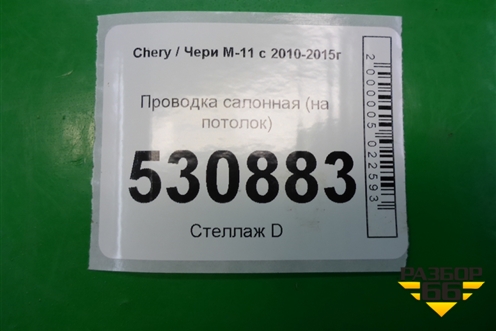 Chery / Чери М-11 с 2010-2015г
Проводка салонная (на
потолок)
530883
Стеллаж D
2000005022593
РАЗБОР
66